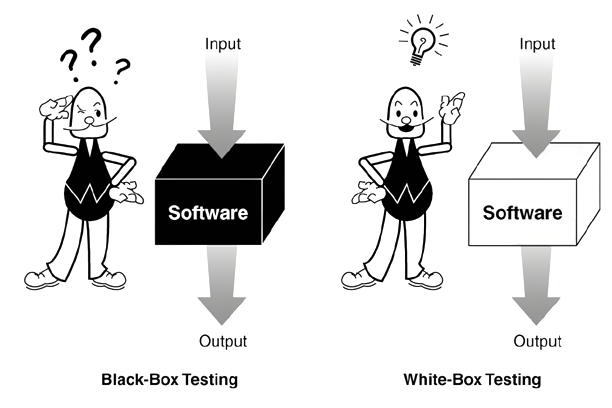 ? ? ?
Input
Software
Output
Black-Box Testing
Input
Software
Output
White-Box Testing